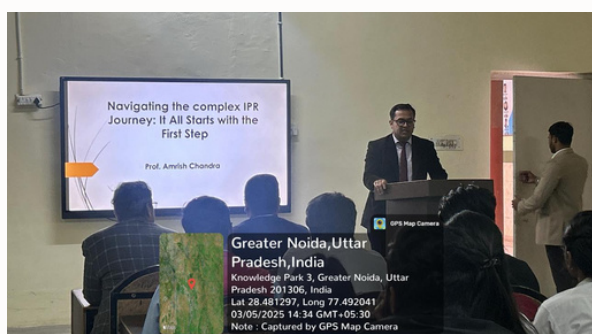 Navigating the complex IPR
Journey: It All Starts with the
First Step
Prof. Amrish Chandra
GPS Map Camera
Greater Noida,Uttar
Pradesh,India
Knowledge Park 3, Greater Noida, Uttar
Pradesh 201306, India
Lat 28.481297, Long 77.492041
03/05/2025 14:34 GMT+05:30
Note : Captured by GPS Map Camera